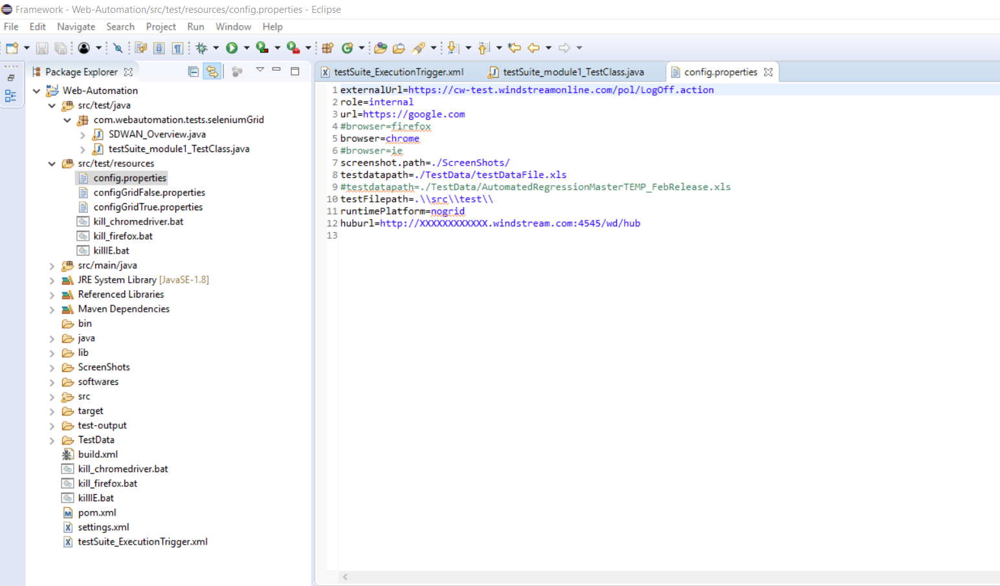 Framework - Web-Automation/src/test/resources/config.properties - Eclipse
File Edit Navigate Search Project Run Window Help
Package Explorer
Web-Automation
src/test/java
com.webautomation.tests.seleniumGrid
SDWAN_Overview.java
testSuite_module1_TestClass.java
src/test/resources
config.properties
configGridFalse.properties
configGridTrue.properties
kill_chromedriver.bat
kill_firefox.bat
killIE.bat
src/main/java
JRE System Library [JavaSE-1.8]
Referenced Libraries
Maven Dependencies
bin
java
lib
ScreenShots
softwares
src
target
test-output
TestData
build.xml
kill_chromedriver.bat
kill_firefox.bat
killIE.bat
pom.xml
settings.xml
testSuite_ExecutionTrigger.xml
testSuite_ExecutionTrigger.xml testSuite_module1_TestClass.java config.properties
1 externalUrl=https://cw-test.windstreamonline.com/pol/LogOff.action
2 role=internal
3 url=https://google.com
4 #browser=firefox
5 browser=chrome
6 #browser=ie
7 screenshot.path=./ScreenShots/
8 testdatapath=./TestData/testDataFile.xls
9 #testdatapath=./TestData/AutomatedRegressionMasterTEMP_FebRelease.xls
10 testFilepath=.\\src\\test\\
11 runtimePlatform=nogrid
12 huburl=http://XXXXXXXXXXXX.windstream.com:4545/wd/hub
13